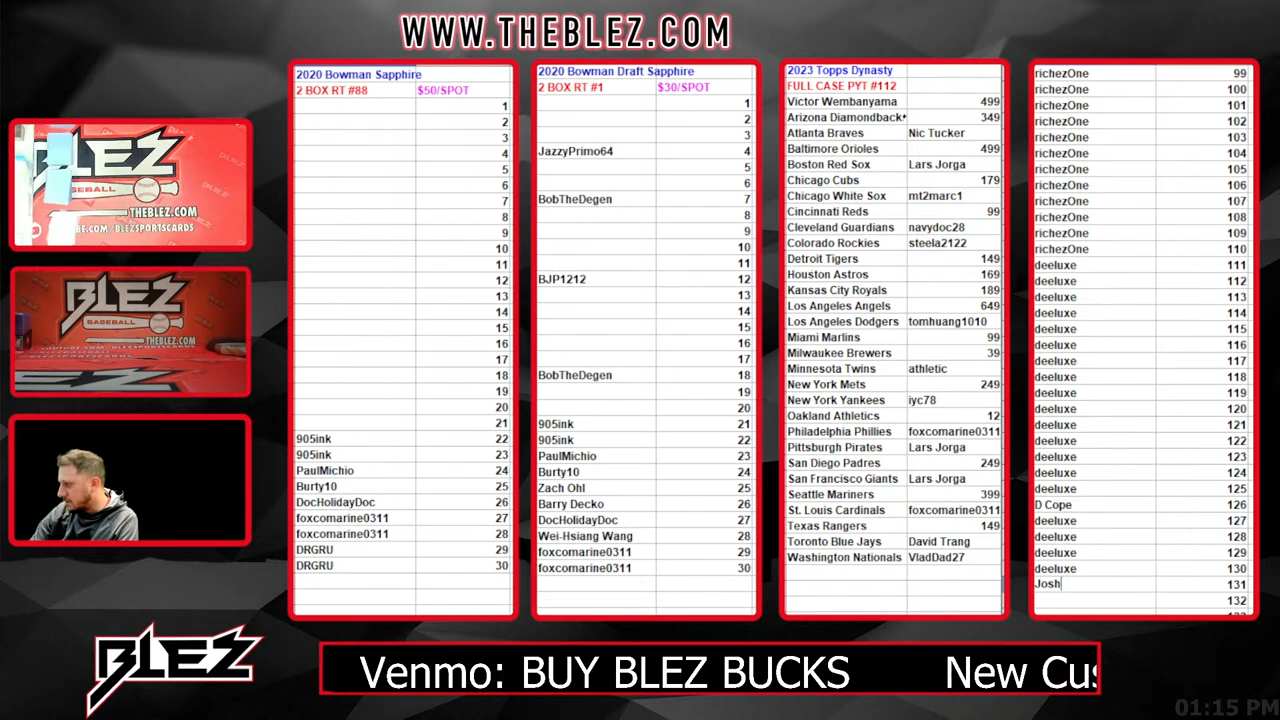 WWW.THEBLEZ.COM
BLEZ
BASEBALL
THEBLEZ.COM
BE.COM/BLEZSPORTSCARDS
BLEZ
BASEBALL
THEBLEZ.COM
2020 Bowman Sapphire
2 BOX RT #88 $50/SPOT
1
2
3
4
5
6
7
8
9
10
11
12
13
14
15
16
17
18
19
20
21
905ink 22
905ink 23
PaulMichio 24
Burty10 25
DocHolidayDoc 26
foxcomarine0311 27
foxcomarine0311 28
DRGRU 29
DRGRU 30
2020 Bowman Draft Sapphire
2 BOX RT #1 $30/SPOT
1
2
3
JazzyPrimo64 4
5
6
BobTheDegen 7
8
9
10
11
BJP1212 12
13
14
15
16
17
BobTheDegen 18
19
20
905ink 21
905ink 22
PaulMichio 23
Burty10 24
Zach Ohl 25
Barry Decko 26
DocHolidayDoc 27
Wei-Hsiang Wang 28
foxcomarine0311 29
foxcomarine0311 30
2023 Topps Dynasty
FULL CASE PYT #112
Victor Wembanyama 499
Arizona Diamondback 349
Atlanta Braves Nic Tucker
Baltimore Orioles 499
Boston Red Sox Lars Jorga
Chicago Cubs 179
Chicago White Sox mt2marc1
Cincinnati Reds 99
Cleveland Guardians navydoc28
Colorado Rockies steela2122
Detroit Tigers 149
Houston Astros 169
Kansas City Royals 189
Los Angeles Angels 649
Los Angeles Dodgers tomhuang1010
Miami Marlins 99
Milwaukee Brewers 39
Minnesota Twins athletic
New York Mets 249
New York Yankees iyc78
Oakland Athletics 12
Philadelphia Phillies foxcomarine0311
Pittsburgh Pirates Lars Jorga
San Diego Padres 249
San Francisco Giants Lars Jorga
Seattle Mariners 399
St. Louis Cardinals foxcomarine0311
Texas Rangers 149
Toronto Blue Jays David Trang
Washington Nationals VladDad27
richezOne 99
richezOne 100
richezOne 101
richezOne 102
richezOne 103
richezOne 104
richezOne 105
richezOne 106
richezOne 107
richezOne 108
richezOne 109
richezOne 110
deeluxe 111
deeluxe 112
deeluxe 113
deeluxe 114
deeluxe 115
deeluxe 116
deeluxe 117
deeluxe 118
deeluxe 119
deeluxe 120
deeluxe 121
deeluxe 122
deeluxe 123
deeluxe 124
deeluxe 125
D Cope 126
deeluxe 127
deeluxe 128
deeluxe 129
deeluxe 130
Josh 131
132
BLEZ
Venmo: BUY BLEZ BUCKS New Cus
01:15 PM